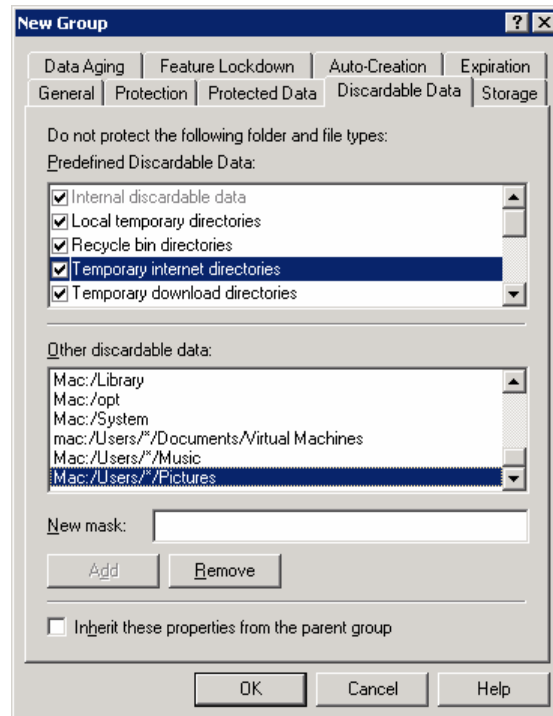 New Group
Data Aging
Feature Lockdown
Auto-Creation
Expiration
General
Protection
Protected Data
Discardable Data
Storage
Do not protect the following folder and file types:
Predefined Discardable Data:
Internal discardable data
Local temporary directories
Recycle bin directories
Temporary internet directories
Temporary download directories
Other discardable data:
Mac:/Library
Mac:/opt
Mac:/System
mac:/Users/*/Documents/Virtual Machines
Mac:/Users/*/Music
Mac:/Users/*/Pictures
New mask:
Add
Remove
Inherit these properties from the parent group
OK
Cancel
Help